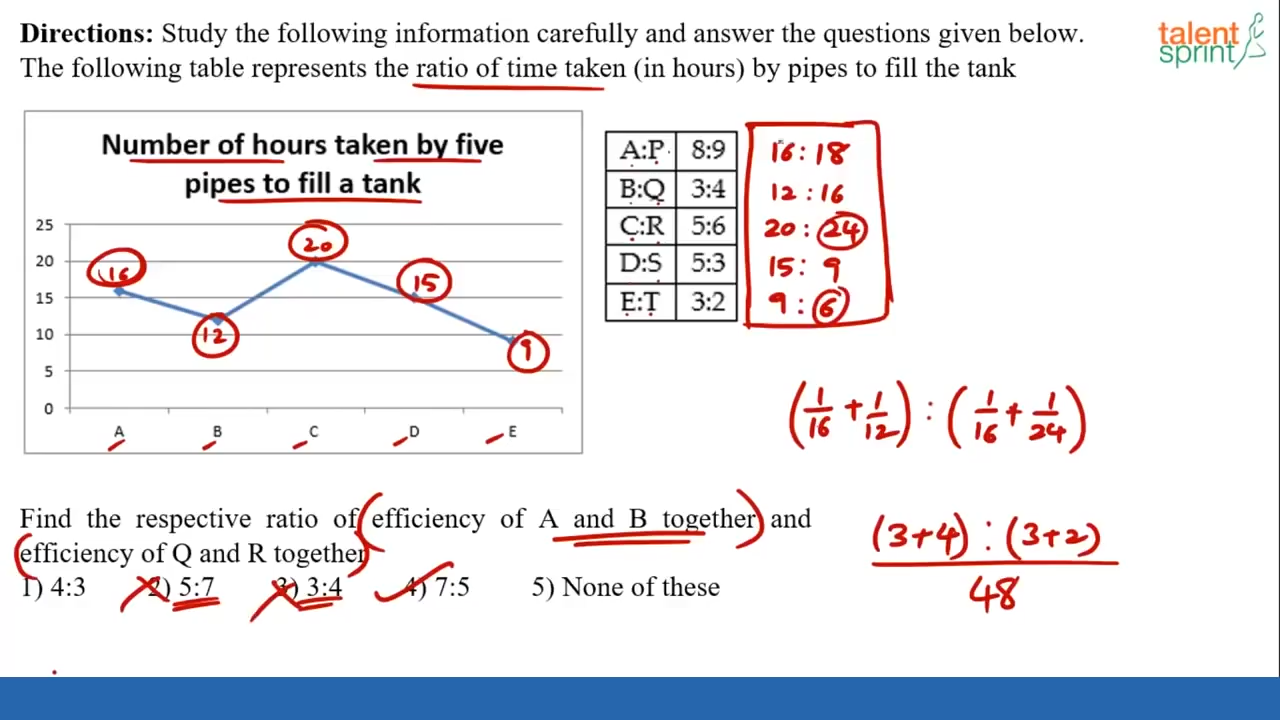 Directions: Study the following information carefully and answer the questions given below.
The following table represents the ratio of time taken (in hours) by pipes to fill the tank
talent
sprint
Number of hours taken by five
pipes to fill a tank
25
20
15
10
5
0
A B C D E
16
12
20
15
9
A:P 8:9
B:Q 3:4
C:R 5:6
D:S 5:3
E:T 3:2
16:18
12:16
20:24
15:9
9:6
(1/16 + 1/12) : (1/16 + 1/24)
Find the respective ratio of efficiency of A and B together and
efficiency of Q and R together
1) 4:3 2) 5:7 3) 3:4 4) 7:5 5) None of these
(3+4) : (3+2)
48